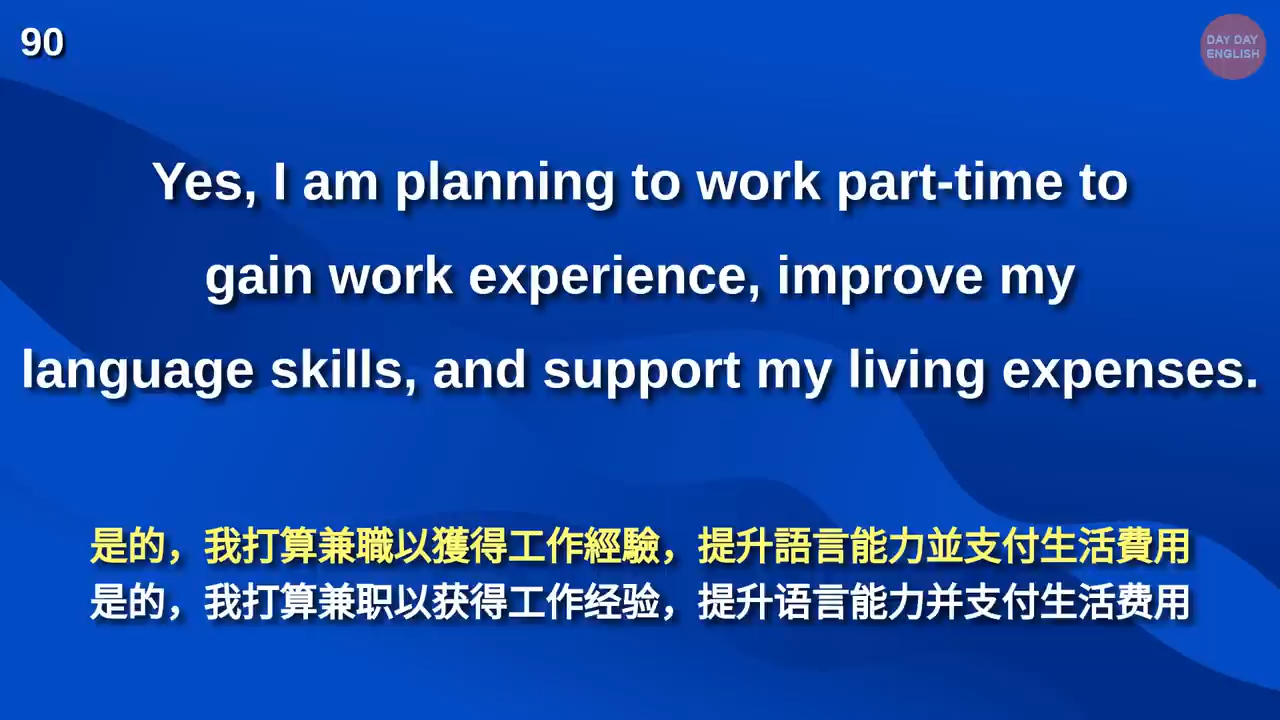 90
DAY DAY
ENGLISH
Yes, I am planning to work part-time to
gain work experience, improve my
language skills, and support my living expenses.
是的，我打算兼職以獲得工作經驗，提升語言能力並支付生活費用
是的，我打算兼职以获得工作经验，提升语言能力并支付生活费用